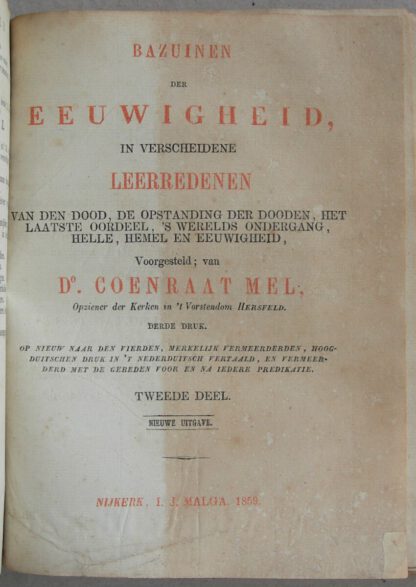 BAZUINEN
DER
EEUWIGHEID,
IN VERSCHEIDENE
LEERREDENEN
VAN DEN DOOD, DE OPSTANDING DER DOODEN, HET
LAATSTE OORDEEL, 'S WERELDS ONDERGANG,
HELLE, HEMEL EN EEUWIGHEID,
Voorgesteld; van
Do. COENRAAT MEL,
Opziener der Kerken in 't Vorstendom HERSFELD.
DERDE DRUK.
OP NIEUW NAAR DEN VIERDEN, MERKELIJK VERMEERDERDEN, HOOG-
DUITSCHEN DRUK IN 'T NEDERDUITSCH VERTAALD, EN VERMEER-
DERD MET DE GEBEDEN VOOR EN NA IEDERE PREDIKATIE.
TWEEDE DEEL.
NIEUWE UITGAVE.
NIJKERK, I. J. MALGA. 1859.